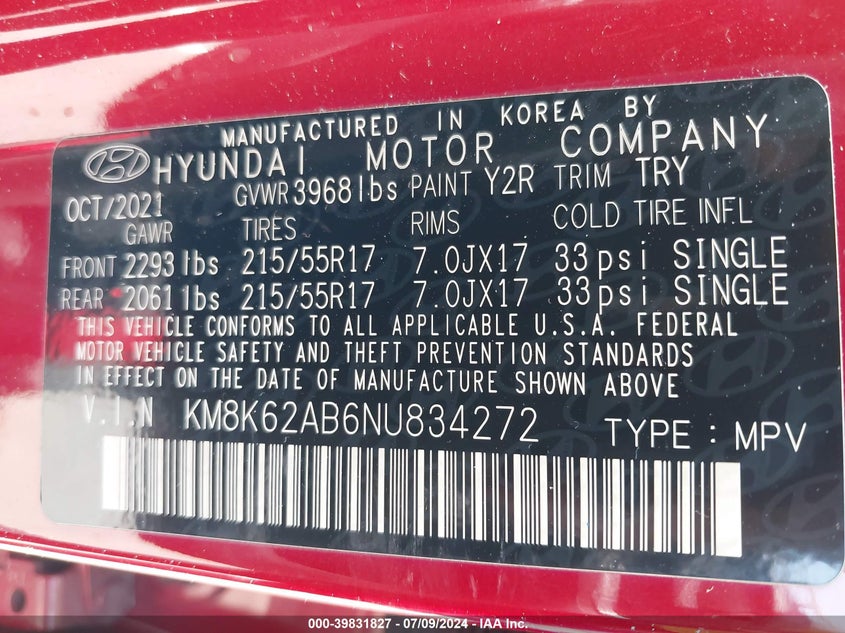 MANUFACTURED IN KOREA BY
HYUNDAI MOTOR COMPANY
OCT/2021 GVWR 3968 lbs PAINT Y2R TRIM TRY
GAWR TIRES RIMS COLD TIRE INFL
FRONT 2293 lbs 215/55R17 7.0JX17 33psi SINGLE
REAR 2061 lbs 215/55R17 7.0JX17 33psi SINGLE
THIS VEHICLE CONFORMS TO ALL APPLICABLE U.S.A. FEDERAL
MOTOR VEHICLE SAFETY AND THEFT PREVENTION STANDARDS
IN EFFECT ON THE DATE OF MANUFACTURE SHOWN ABOVE
V.I.N KM8K62AB6NU834272 TYPE : MPV
000-39831827 / 07/09/2024 - IAA Inc.